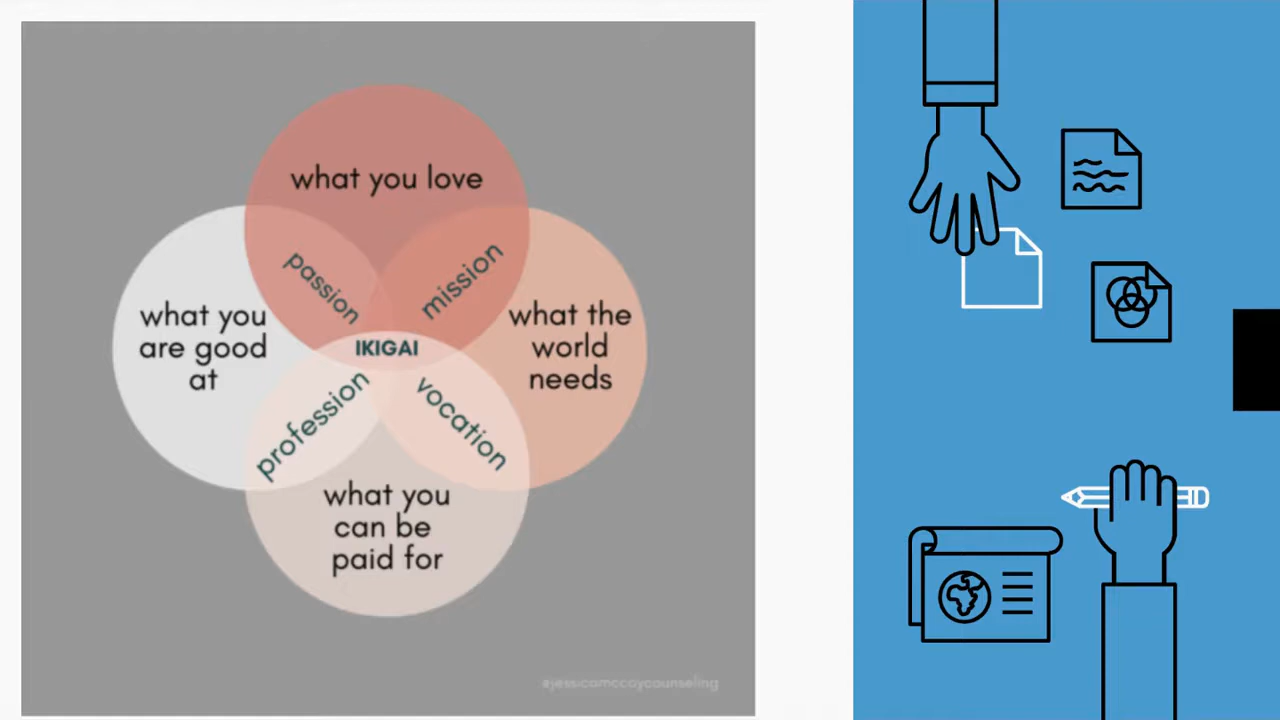 what you love
passion
mission
what you
are good
at
what the
world
needs
IKIGAI
profession
vocation
what you
can be
paid for
@jessicamccoycounseling